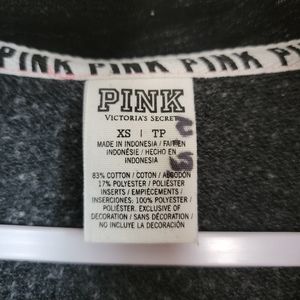 PINK PINK PINK PINK
PINK
VICTORIA'S SECRET
XS | TP
MADE IN INDONESIA / FAIT EN
INDONÉSIE / HECHO EN
INDONESIA
83% COTTON / COTON / ALGODÓN
17% POLYESTER / POLIÉSTER
INSERTS / EMPIÈCEMENTS /
INSERCIONES: 100% POLYESTER/
POLIÉSTER. EXCLUSIVE OF
DECORATION / SANS DÉCORATION /
NO INCLUYE LA DECORACIÓN